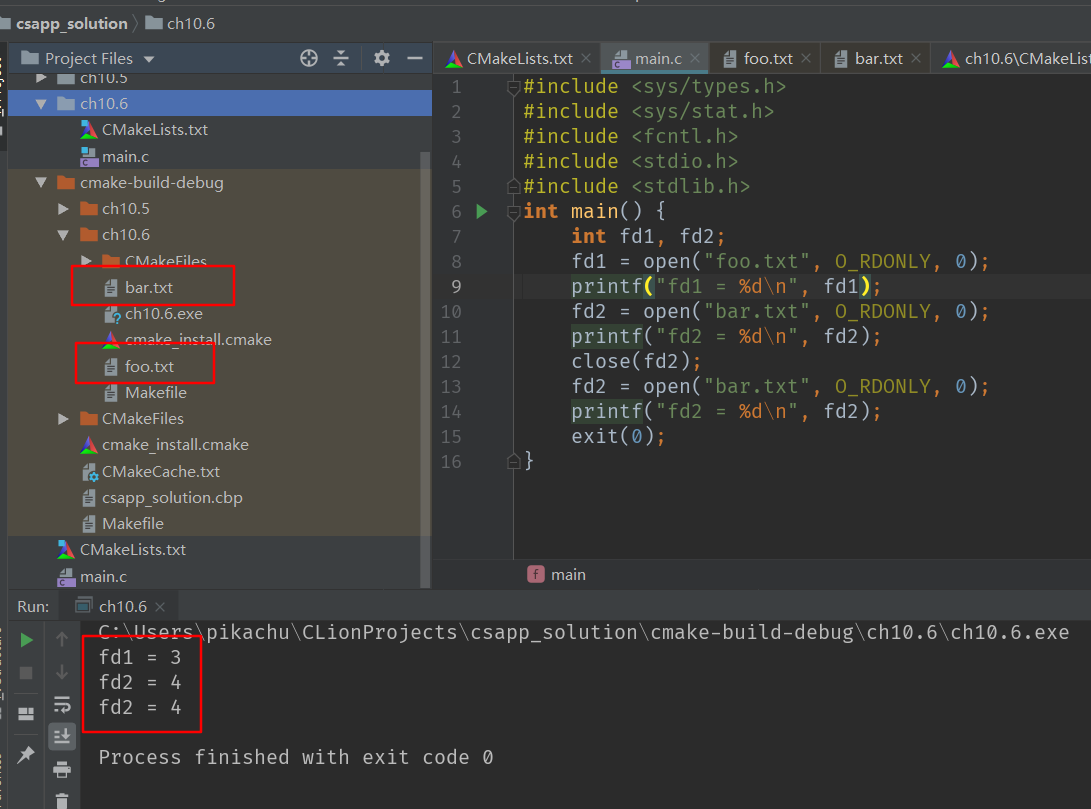 csapp_solution ch10.6
Project Files
ch10.5
ch10.6
CMakeLists.txt
main.c
cmake-build-debug
ch10.5
ch10.6
CMakeFiles
bar.txt
ch10.6.exe
cmake_install.cmake
foo.txt
Makefile
CMakeFiles
cmake_install.cmake
CMakeCache.txt
csapp_solution.cbp
Makefile
CMakeLists.txt
main.c
CMakeLists.txt main.c foo.txt bar.txt ch10.6\CMakeList
1 #include <sys/types.h>
2 #include <sys/stat.h>
3 #include <fcntl.h>
4 #include <stdio.h>
5 #include <stdlib.h>
6 int main() {
7 int fd1, fd2;
8 fd1 = open("foo.txt", O_RDONLY, 0);
9 printf("fd1 = %d\n", fd1);
10 fd2 = open("bar.txt", O_RDONLY, 0);
11 printf("fd2 = %d\n", fd2);
12 close(fd2);
13 fd2 = open("bar.txt", O_RDONLY, 0);
14 printf("fd2 = %d\n", fd2);
15 exit(0);
16 }
f main
Run: ch10.6
C:\Users\pikachu\CLionProjects\csapp_solution\cmake-build-debug\ch10.6\ch10.6.exe
fd1 = 3
fd2 = 4
fd2 = 4
Process finished with exit code 0